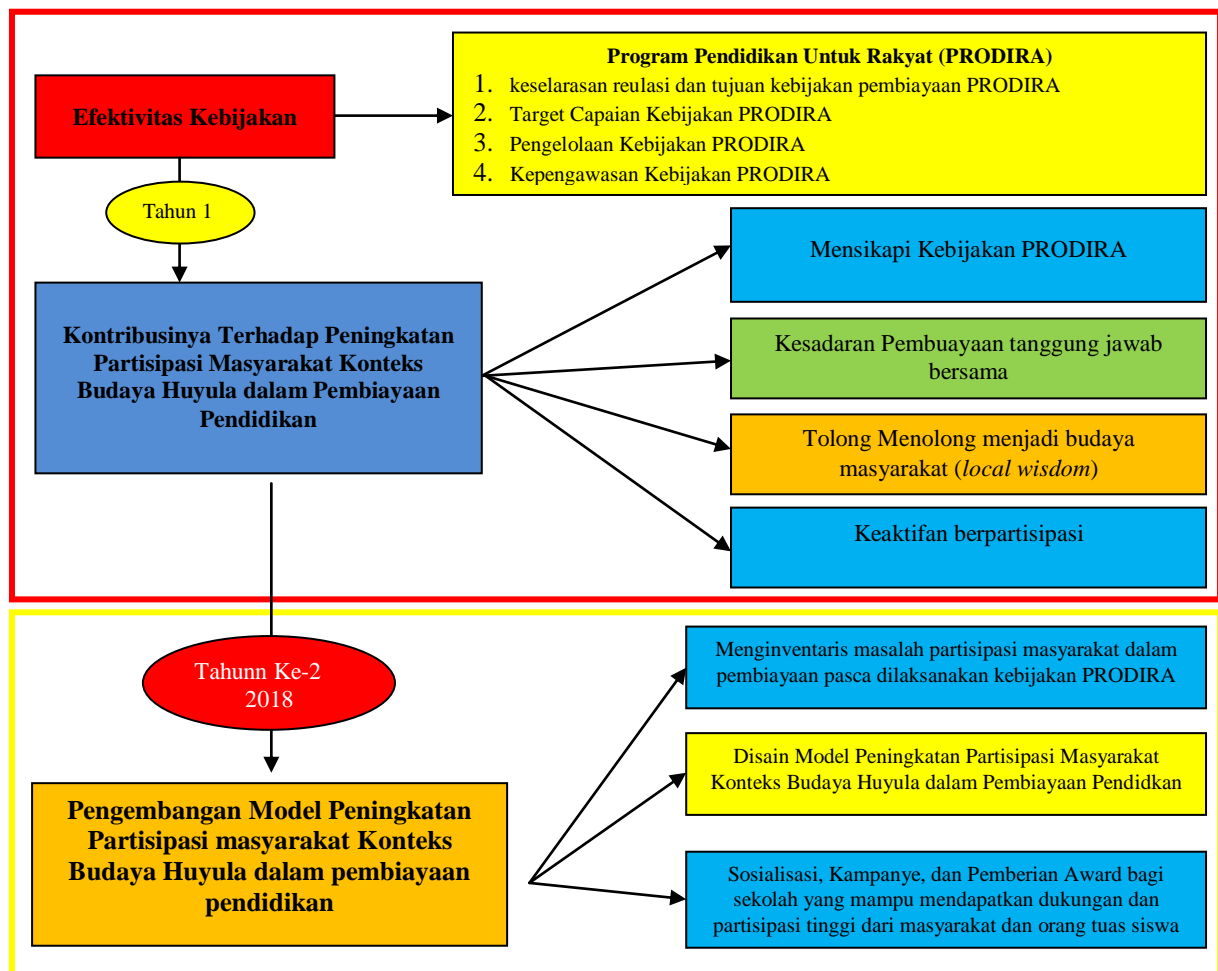 Program Pendidikan Untuk Rakyat (PRODIRA)
1. keselarasan reulasi dan tujuan kebijakan pembiayaan PRODIRA
2. Target Capaian Kebijakan PRODIRA
3. Pengelolaan Kebijakan PRODIRA
4. Kepengawasan Kebijakan PRODIRA
Efektivitas Kebijakan
Tahun 1
Kontribusinya Terhadap Peningkatan
Partisipasi Masyarakat Konteks
Budaya Huyula dalam Pembiayaan
Pendidikan
Mensikapi Kebijakan PRODIRA
Kesadaran Pembuayaan tanggung jawab
bersama
Tolong Menolong menjadi budaya
masyarakat (local wisdom)
Keaktifan berpartisipasi
Tahunn Ke-2
2018
Pengembangan Model Peningkatan
Partisipasi masyarakat Konteks
Budaya Huyula dalam pembiayaan
pendidikan
Menginventaris masalah partisipasi masyarakat dalam
pembiayaan pasca dilaksanakan kebijakan PRODIRA
Disain Model Peningkatan Partisipasi Masyarakat
Konteks Budaya Huyula dalam Pembiayaan Pendidkan
Sosialisasi, Kampanye, dan Pemberian Award bagi
sekolah yang mampu mendapatkan dukungan dan
partisipasi tinggi dari masyarakat dan orang tuas siswa